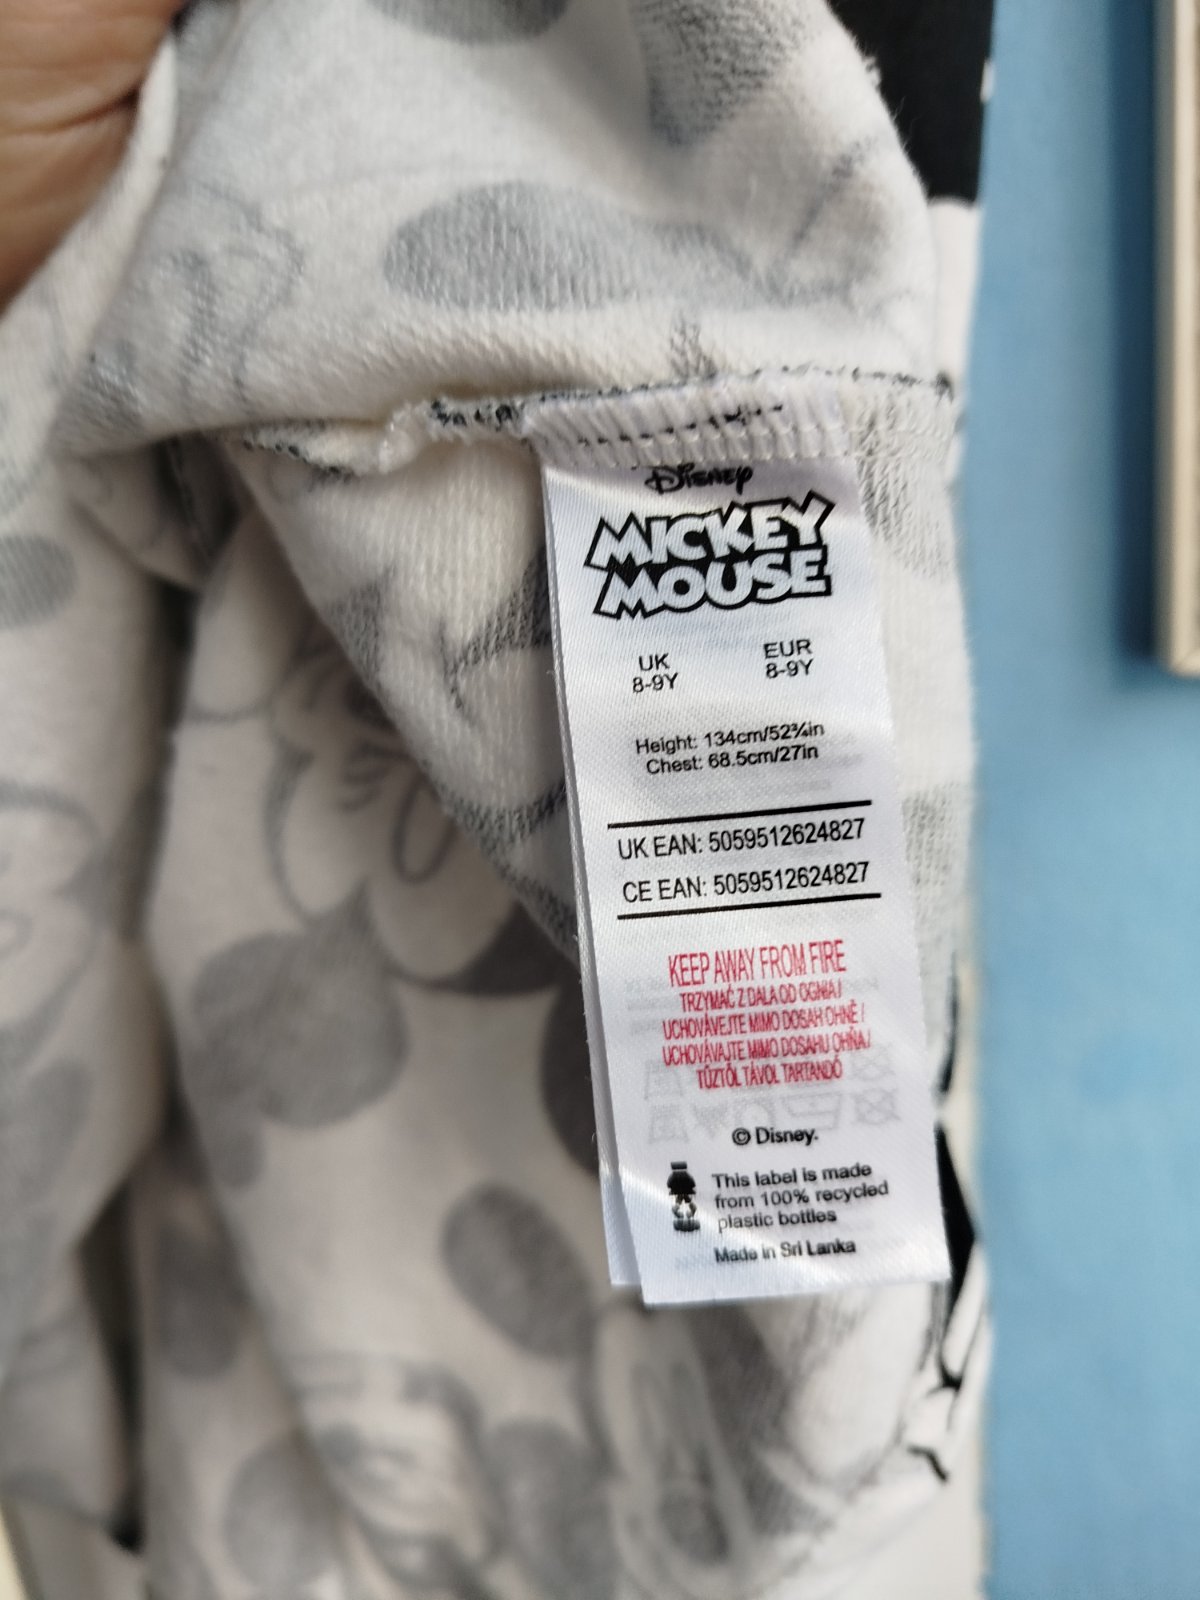 Disney
MICKEY
MOUSE
UK EUR
8-9Y 8-9Y
Height: 134cm/52¾in
Chest: 68.5cm/27in
UK EAN: 5059512624827
CE EAN: 5059512624827
KEEP AWAY FROM FIRE
TRZYMAĆ Z DALA OD OGNIA /
UCHOVÁVEJTE MIMO DOSAH OHNĚ /
UCHOVÁVAJTE MIMO DOSAHU OHŇA /
TŰZTŐL TÁVOL TARTANDÓ
© Disney.
This label is made
from 100% recycled
plastic bottles
Made in Sri Lanka